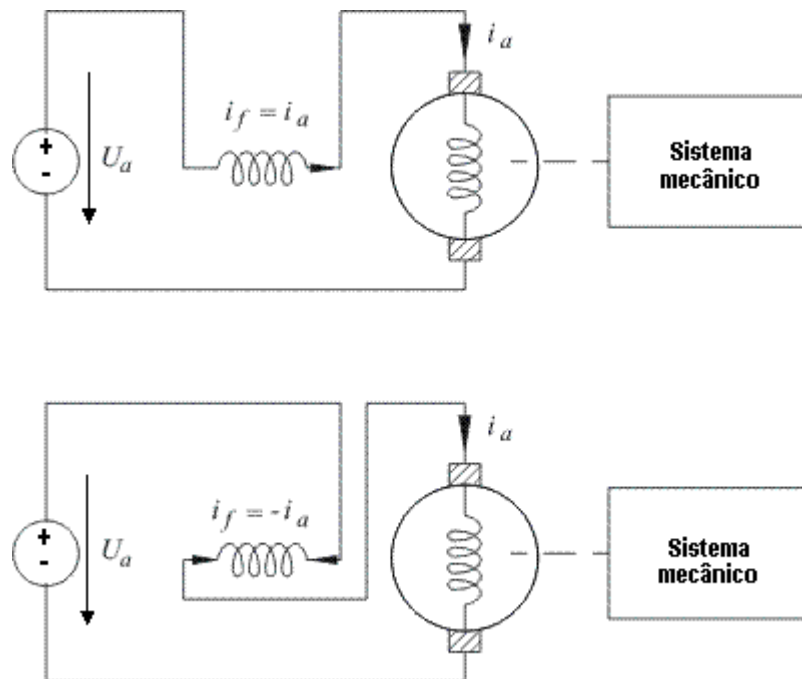 i_a
i_f = i_a
+
-
U_a
Sistema
mecânico
i_a
i_f = -i_a
+
-
U_a
Sistema
mecânico